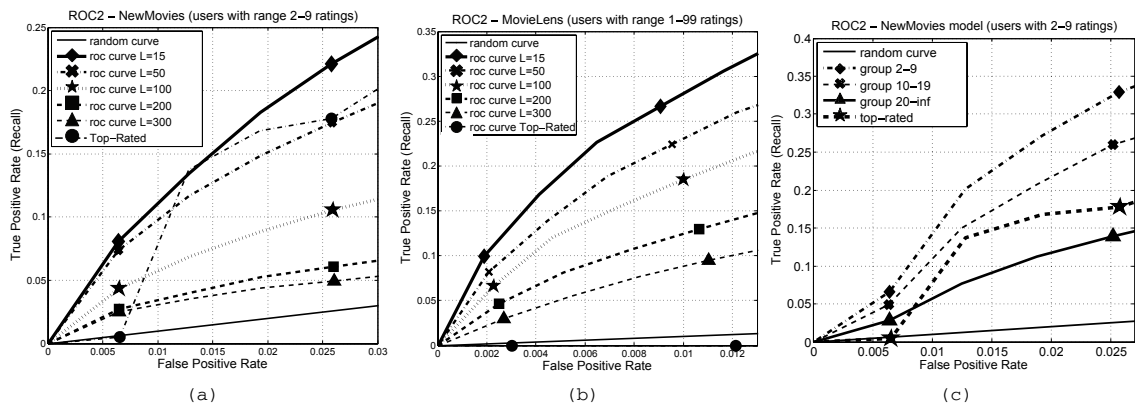 ROC2 – NewMovies (users with range 2–9 ratings)
0.25
0.2
0.15
0.1
0.05
0
random curve
roc curve L=15
roc curve L=50
roc curve L=100
roc curve L=200
roc curve L=300
Top–Rated
True Positive Rate (Recall)
0 0.005 0.01 0.015 0.02 0.025 0.03
False Positive Rate
(a)
ROC2 – MovieLens (users with range 1–99 ratings)
0.35
0.3
0.25
0.2
0.15
0.1
0.05
0
random curve
roc curve L=15
roc curve L=50
roc curve L=100
roc curve L=200
roc curve L=300
roc curve Top–Rated
True Positive Rate (Recall)
0 0.002 0.004 0.006 0.008 0.01 0.012
False Positive Rate
(b)
ROC2 – NewMovies model (users with 2–9 ratings)
0.4
0.35
0.3
0.25
0.2
0.15
0.1
0.05
0
random curve
group 2–9
group 10–19
group 20–inf
top–rated
True Positive Rate (Recall)
0 0.005 0.01 0.015 0.02 0.025
False Positive Rate
(c)